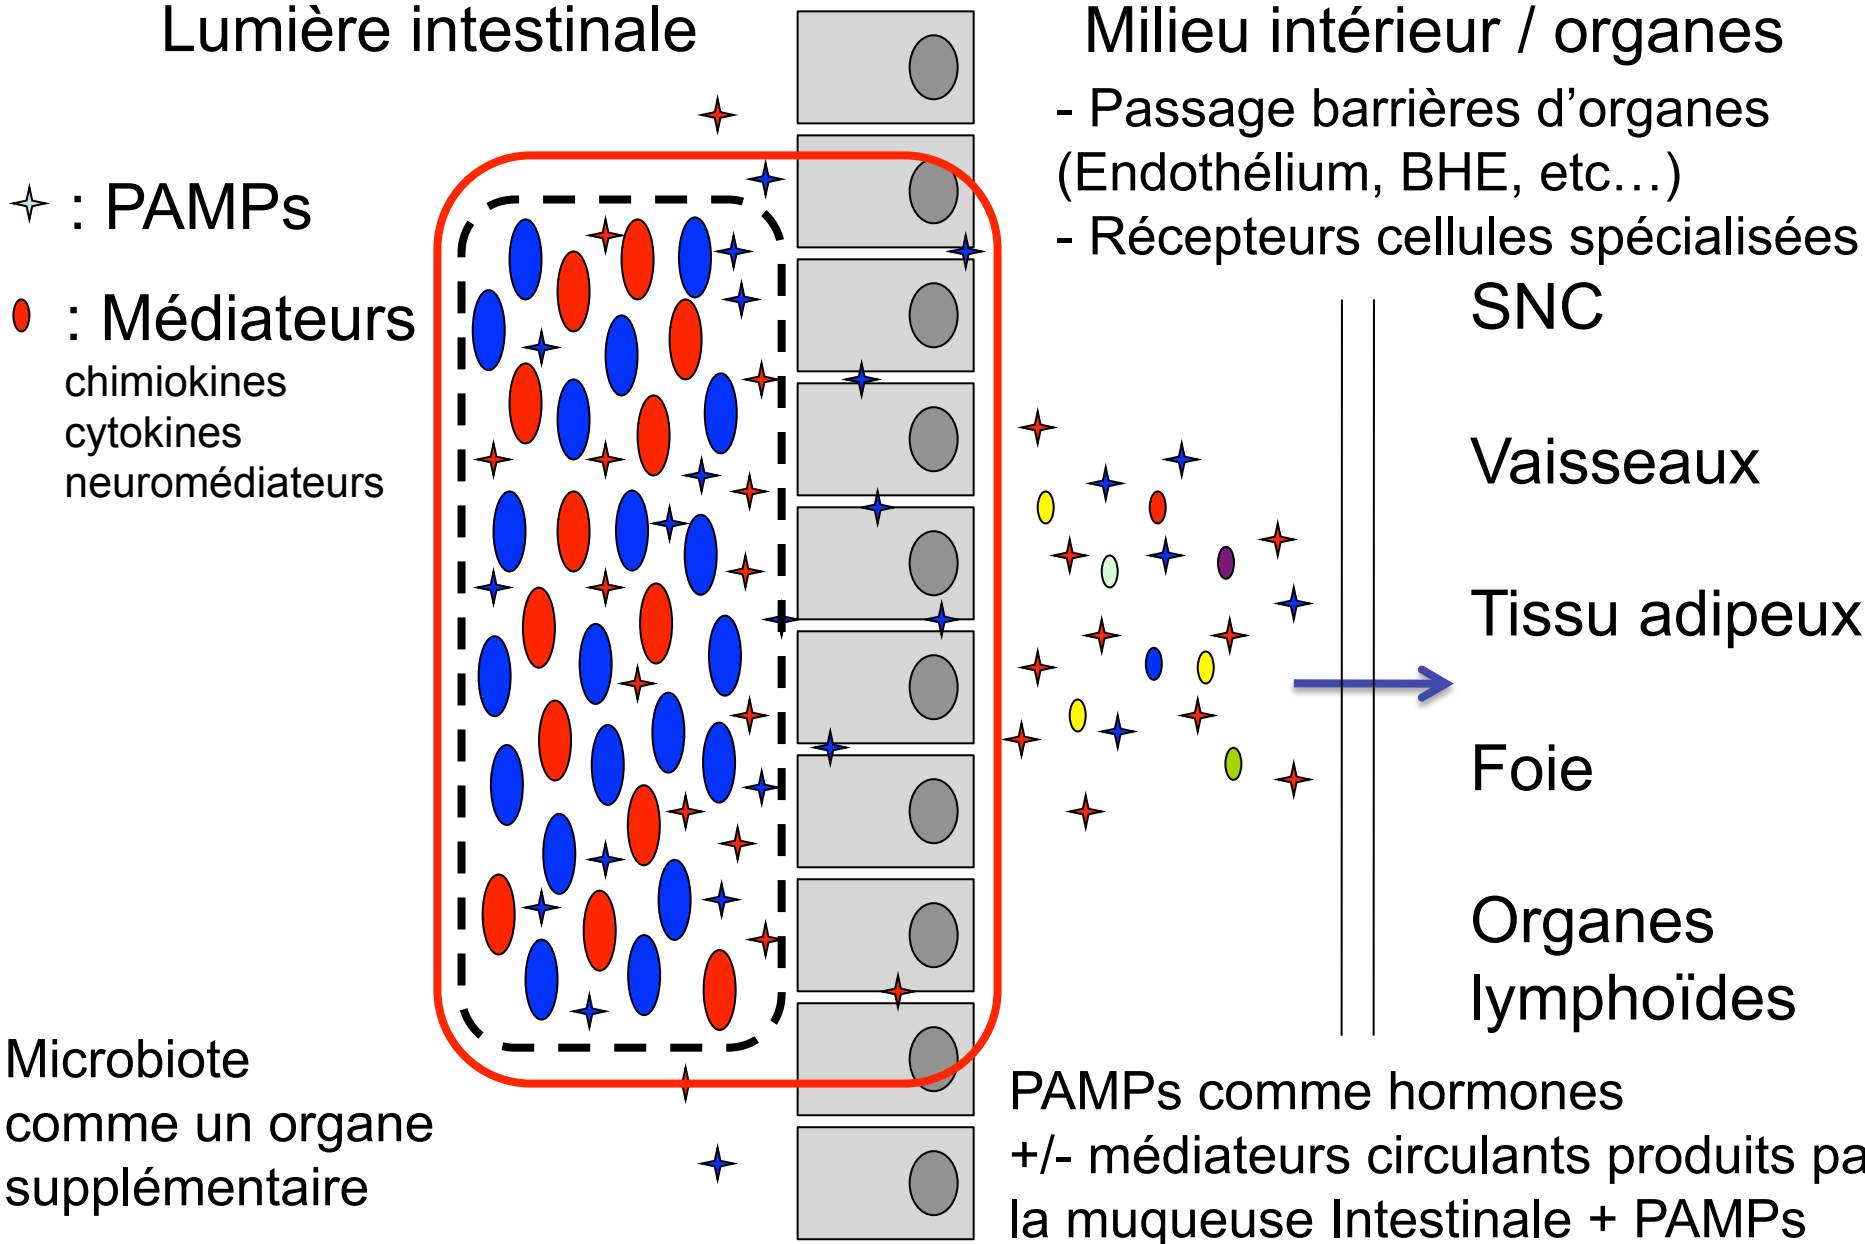 Lumière intestinale
: PAMPs
: Médiateurs
chimiokines
cytokines
neuromédiateurs
Microbiote
comme un organe
supplémentaire
Milieu intérieur / organes
- Passage barrières d’organes
(Endothélium, BHE, etc…)
- Récepteurs cellules spécialisées
SNC
Vaisseaux
Tissu adipeux
Foie
Organes
lymphoïdes
PAMPs comme hormones
+/- médiateurs circulants produits pa
la muqueuse Intestinale + PAMPs